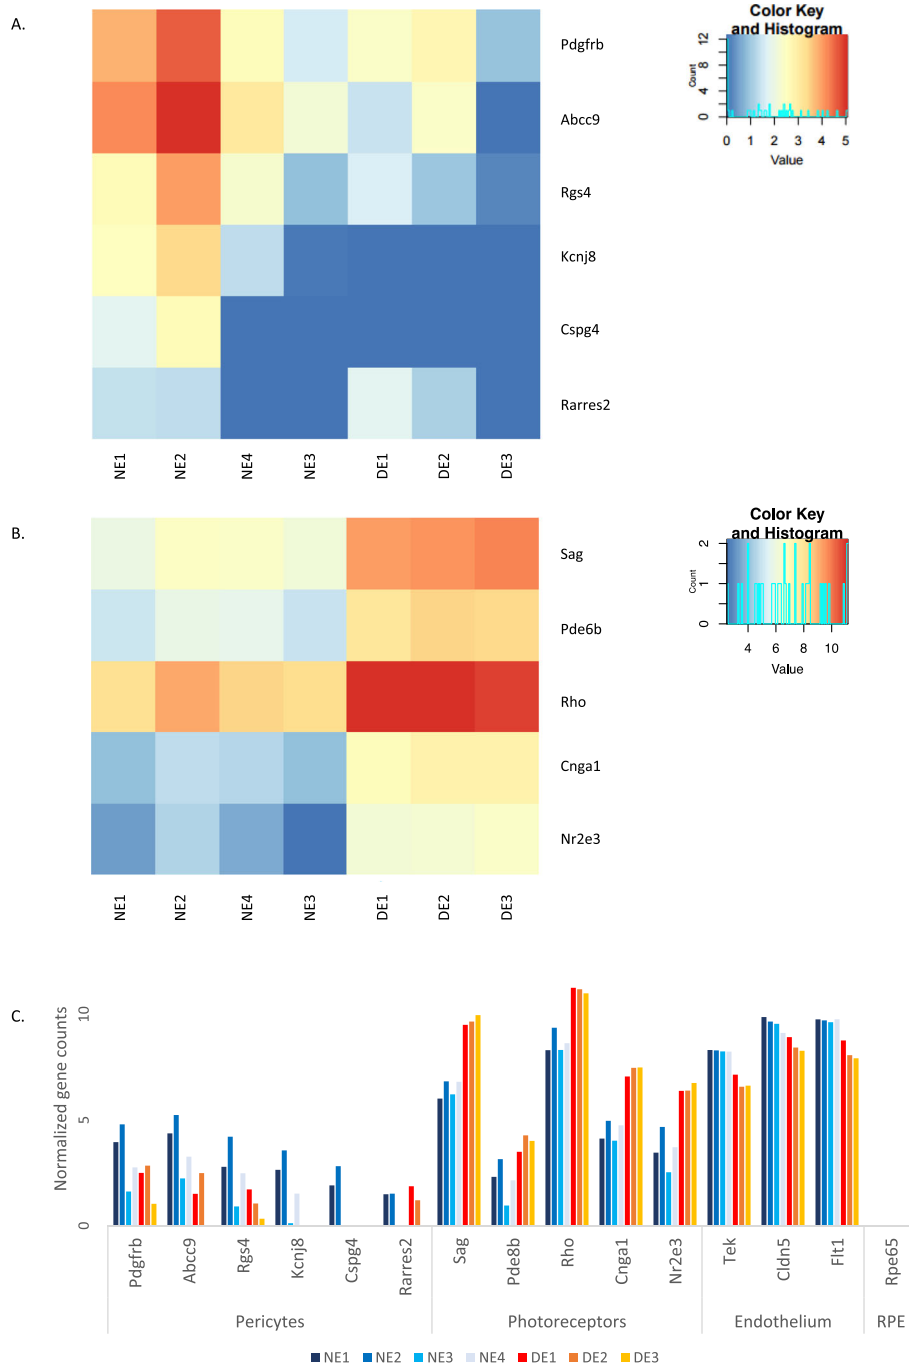 A.
Pdgfrb
Abcc9
Rgs4
Kcnj8
Cspg4
Rarres2
NE1 NE2 NE4 NE3 DE1 DE2 DE3
Color Key
and Histogram
Count
0 4 8 12
0 1 2 3 4 5
Value
B.
Sag
Pde6b
Rho
Cnga1
Nr2e3
NE1 NE2 NE4 NE3 DE1 DE2 DE3
Color Key
and Histogram
Count
0 1 2
4 6 8 10
Value
C.
Normalized gene counts
10
5
0
Pdgfrb Abcc9 Rgs4 Kcnj8 Cspg4 Rarres2 Sag Pde8b Rho Cnga1 Nr2e3 Tek Cldn5 Flt1 Rpe65
Pericytes Photoreceptors Endothelium RPE
NE1 NE2 NE3 NE4 DE1 DE2 DE3